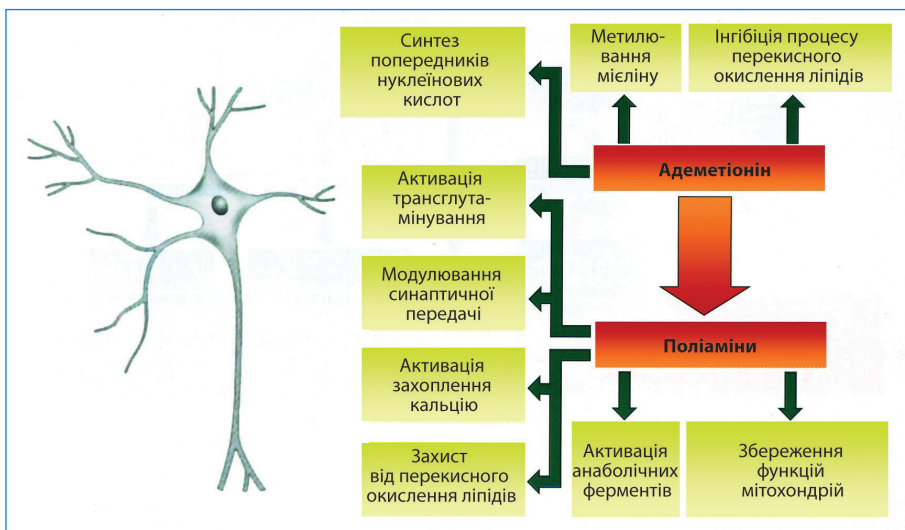 Синтез
попередників
нуклеїнових
кислот
Метилю-
вання
мієліну
Інгібіція процесу
перекисного
окислення ліпідів
Адеметіонін
Активація
трансглута-
мінування
Модулювання
синаптичної
передачі
Поліаміни
Активація
захоплення
кальцію
Захист
від перекисного
окислення ліпідів
Активація
анаболічних
ферментів
Збереження
функцій
мітохондрій